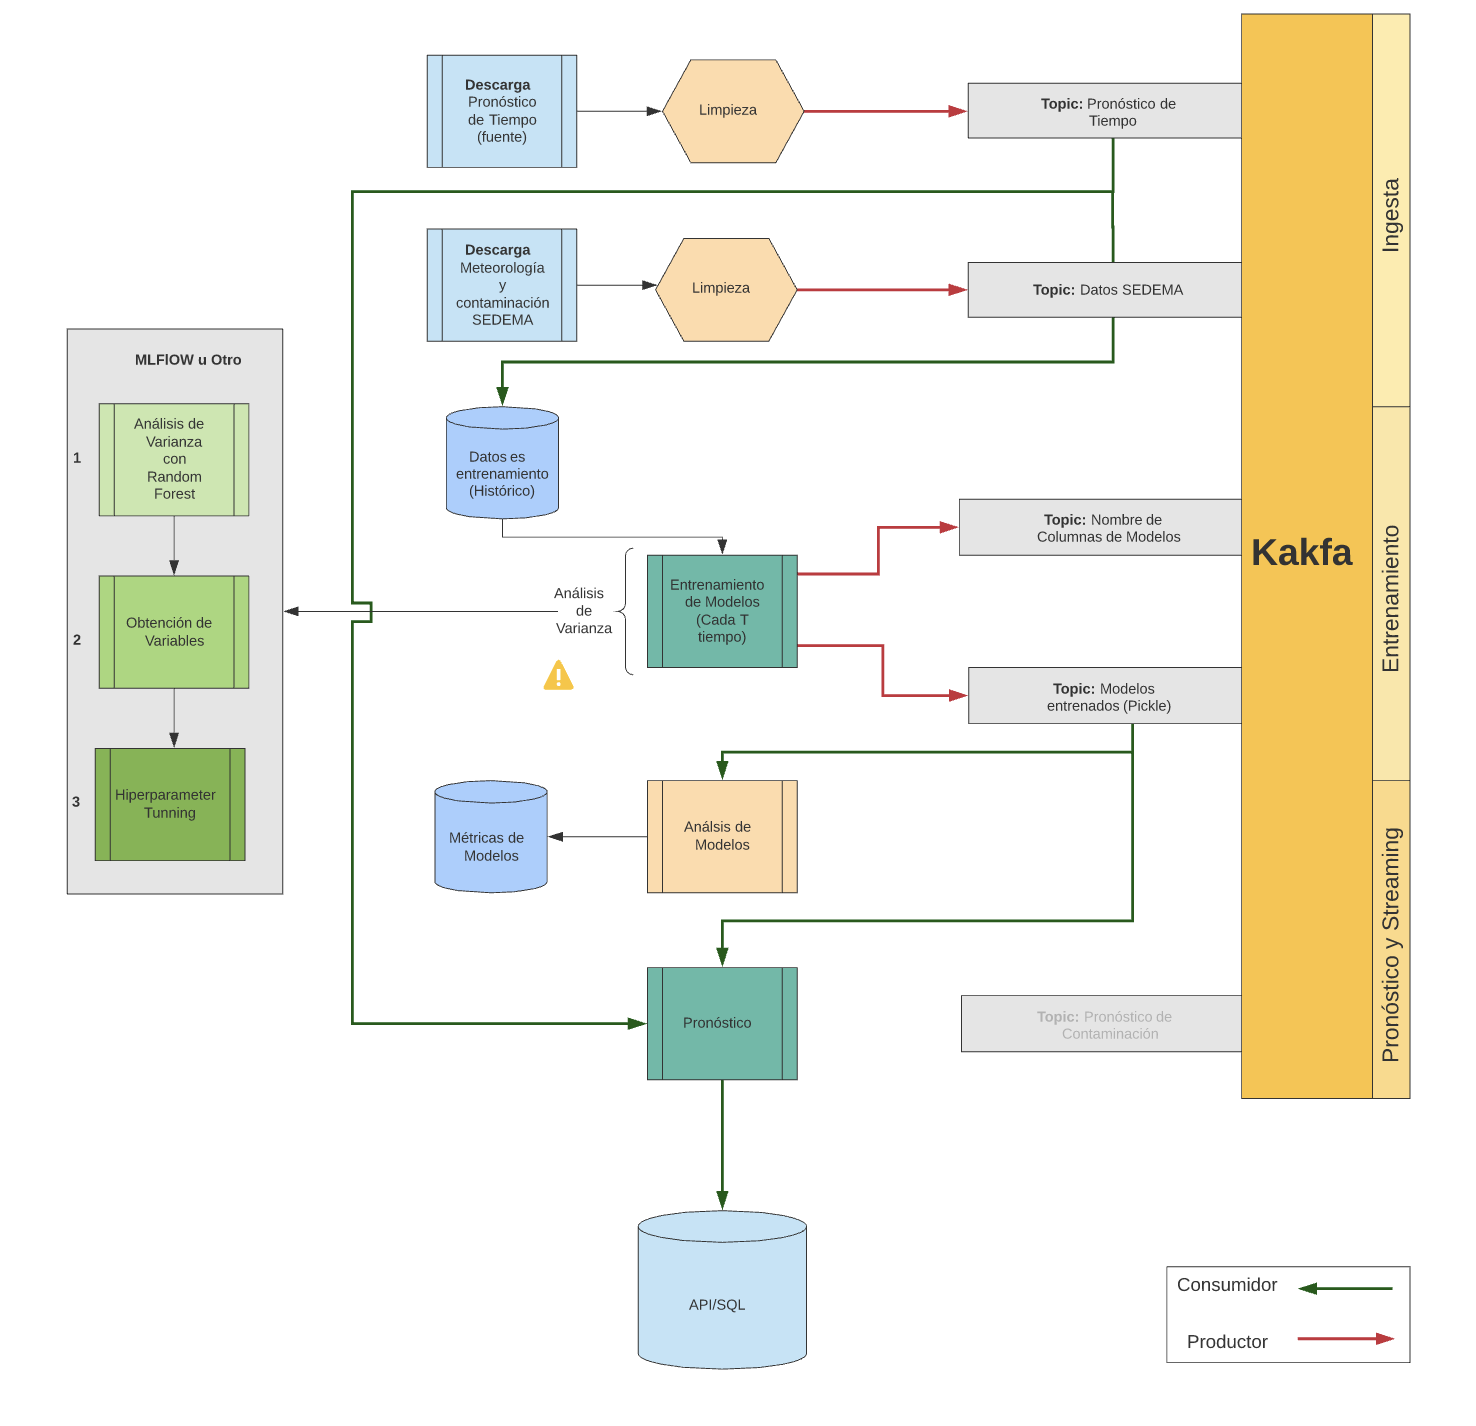 Descarga
Pronóstico
de Tiempo
(fuente)
Limpieza
Topic: Pronóstico de
Tiempo
Ingesta
Descarga
Meteorología
y
contaminación
SEDEMA
Limpieza
Topic: Datos SEDEMA
MLFlOW u Otro
1
Análisis de
Varianza
con
Random
Forest
2
Obtención de
Variables
3
Hiperparameter
Tunning
Datos es
entrenamiento
(Histórico)
Análisis
de
Varianza
Entrenamiento
de Modelos
(Cada T
tiempo)
Topic: Nombre de
Columnas de Modelos
Kakfa
Entrenamiento
Topic: Modelos
entrenados (Pickle)
Métricas de
Modelos
Análsis de
Modelos
Pronóstico y Streaming
Pronóstico
Topic: Pronóstico de
Contaminación
API/SQL
Consumidor
Productor